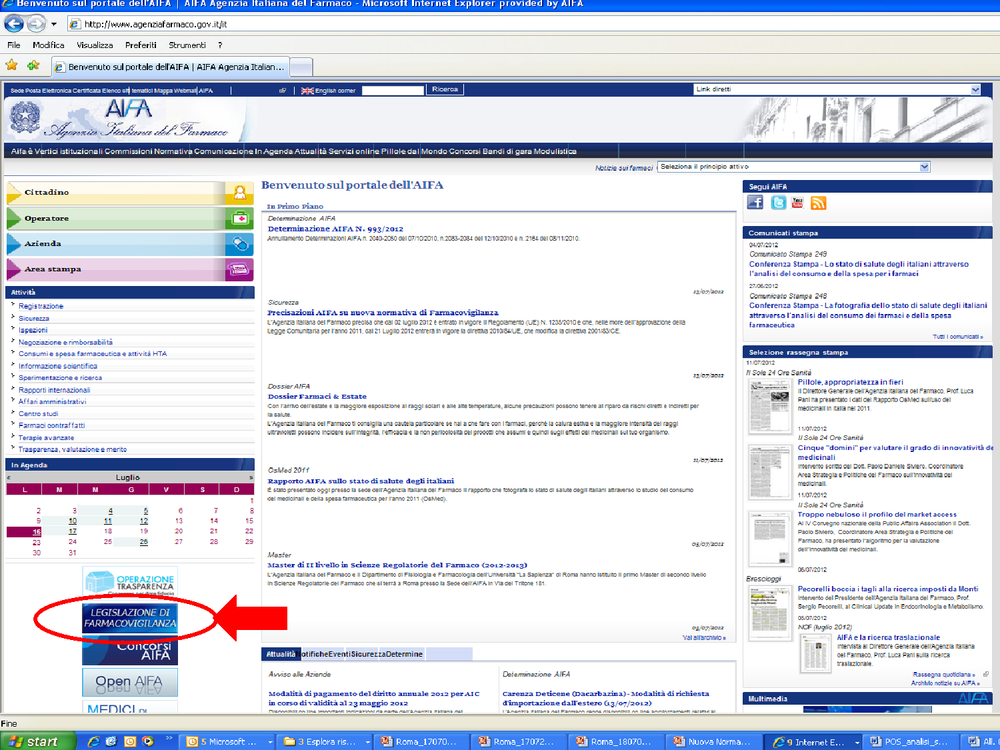 Benvenuto sul portale dell'AIFA | AIFA Agenzia Italiana del Farmaco - Microsoft Internet Explorer provided by AIFA
http://www.agenziafarmaco.gov.it/it
File Modifica Visualizza Preferiti Strumenti ?
Benvenuto sul portale dell'AIFA | AIFA Agenzia Italian...
Sede Posta Elettronica Certificata Elenco siti tematici Mappa Webmail AIFA
English corner
Ricerca
Link diretti
AIFA
Agenzia Italiana del Farmaco
Aifa è Vertici istituzionali Commissioni Normativa Comunicazione In Agenda Attualità Servizi online Pillole dal Mondo Concorsi Bandi di gara Modulistica
Notizie sui farmaci
Seleziona il principio attivo
Cittadino
Operatore
Azienda
Area stampa
Attività
Registrazione
Sicurezza
Ispezioni
Negoziazione e rimborsabilità
Consumi e spesa farmaceutica e attività HTA
Informazione scientifica
Sperimentazione e ricerca
Rapporti internazionali
Affari amministrativi
Centro studi
Farmaci contraffatti
Terapie avanzate
Trasparenza, valutazione e merito
In Agenda
« Luglio »
L M M G V S D
1
2 3 4 5 6 7 8
9 10 11 12 13 14 15
16 17 18 19 20 21 22
23 24 25 26 27 28 29
30 31
OPERAZIONE
TRASPARENZA
Conoscere per dare fiducia
LEGISLAZIONE DI
FARMACOVIGILANZA
Concorsi
AIFA
Open AIFA
MEDICI DI
Benvenuto sul portale dell'AIFA
In Primo Piano
Determinazione AIFA
Determinazione AIFA N. 993/2012
Annullamento Determinazioni AIFA n. 2040-2050 del 07/10/2010, n.2083-2084 del 12/10/2010 e n. 2164 del 08/11/2010.
13/07/2012
Sicurezza
Precisazioni AIFA su nuova normativa di Farmacovigilanza
L'Agenzia Italiana del Farmaco precisa che dal 02 luglio 2012 è entrato in vigore il Regolamento (UE) N. 1235/2010 e che, nelle more dell'approvazione della
Legge Comunitaria per l'anno 2011, dal 21 Luglio 2012 entrerà in vigore la direttiva 2010/84/UE, che modifica la direttiva 2001/83/CE.
13/07/2012
Dossier AIFA
Dossier Farmaci & Estate
Con l'arrivo dell'estate e la maggiore esposizione ai raggi solari e alle alte temperature, alcune precauzioni possono tenere al riparo da rischi diretti e indiretti per
la salute.
L'Agenzia Italiana del Farmaco ti consiglia una cautela particolare se hai a che fare con i farmaci, perché la calura estiva e la maggiore intensità dei raggi
ultravioletti possono incidere sull'integrità, l'efficacia e la non pericolosità dei prodotti che assumi e quindi sugli effetti dei medicinali sul tuo organismo.
11/07/2012
OsMed 2011
Rapporto AIFA sullo stato di salute degli italiani
È stato presentato oggi presso la sede dell'Agenzia Italiana del Farmaco il rapporto che fotografa lo stato di salute degli italiani attraverso lo studio del consumo
dei medicinali e della spesa farmaceutica per l'anno 2011 (OsMed).
05/07/2012
Master
Master di II livello in Scienze Regolatorie del Farmaco (2012-2013)
L'Agenzia Italiana del Farmaco e il Dipartimento di Fisiologia e Farmacologia dell'Università "La Sapienza" di Roma hanno istituito il primo Master di secondo livello
in Scienze Regolatorie del Farmaco che si terrà a Roma presso la Sede dell'AIFA in Via del Tritone 181.
05/07/2012
Vai all'archivio »
Attualità NotificheEventiSicurezzaDetermine
Avviso alle Aziende
Modalità di pagamento del diritto annuale 2012 per AIC
in corso di validità al 23 maggio 2012
Disponibili on line importanti indicazioni da parte dell'Agenzia Italiana del
Determinazione AIFA
Carenza Deticene (Dacarbazina)- Modalità di richiesta
d'importazione dall'estero (13/07/2012)
L'Agenzia Italiana del Farmaco rende disponibili on line aggiornamenti relativi al
Segui AIFA
You Tube
Comunicati stampa
04/07/2012
Comunicato Stampa 249
Conferenza Stampa - Lo stato di salute degli italiani attraverso
l'analisi del consumo e della spesa per i farmaci
27/06/2012
Comunicato Stampa 248
Conferenza Stampa - La fotografia dello stato di salute degli italiani
attraverso l'analisi del consumo dei farmaci e della spesa
farmaceutica
Tutti i comunicati »
Selezione rassegna stampa
11/07/2012
Il Sole 24 Ore Sanità
Pillole, appropriatezza in fieri
Il Direttore Generale dell'Agenzia Italiana del Farmaco, Prof. Luca
Pani ha presentato i dati del Rapporto OsMed sull'uso dei
medicinali in Italia nel 2011.
11/07/2012
Il Sole 24 Ore Sanità
Cinque "domini" per valutare il grado di innovatività de
medicinali
Intervento scritto del Dott. Paolo Daniele Siviero, Coordinatore
Area Strategia e Politiche del Farmaco sull'innovatività dei
medicinali.
11/07/2012
Il Sole 24 Ore Sanità
Troppo nebuloso il profilo del market access
Al IV Convegno nazionale della Public Affairs Association il Dott.
Paolo Siviero, Coordinatore Area Strategia e Politiche del
Farmaco, ha presentato l'algoritmo per la valutazione
dell'innovatività dei medicinali.
06/07/2012
Brescioggi
Pecorelli boccia i tagli alla ricerca imposti da Monti
Intervento del Presidente dell'Agenzia Italiana del Farmaco, Prof.
Sergio Pecorelli, al Clinical Update in Endocrinologia e Metabolismo.
05/07/2012
NCF (luglio 2012)
AIFA e la ricerca traslazionale
Intervista al Direttore Generale dell'Agenzia Italiana
del Farmaco, Prof. Luca Pani sulla ricerca
traslazionale.
Rassegna quotidiana »
Archivio notizie su AIFA »
Multimedia
AIFA
Fine
start
5 Microsoft ...
3 Esplora ris...
Roma_17070...
Roma_17072...
Roma_18070...
Nuova Norma...
9 Internet E...
POS_analisi_s...
All.